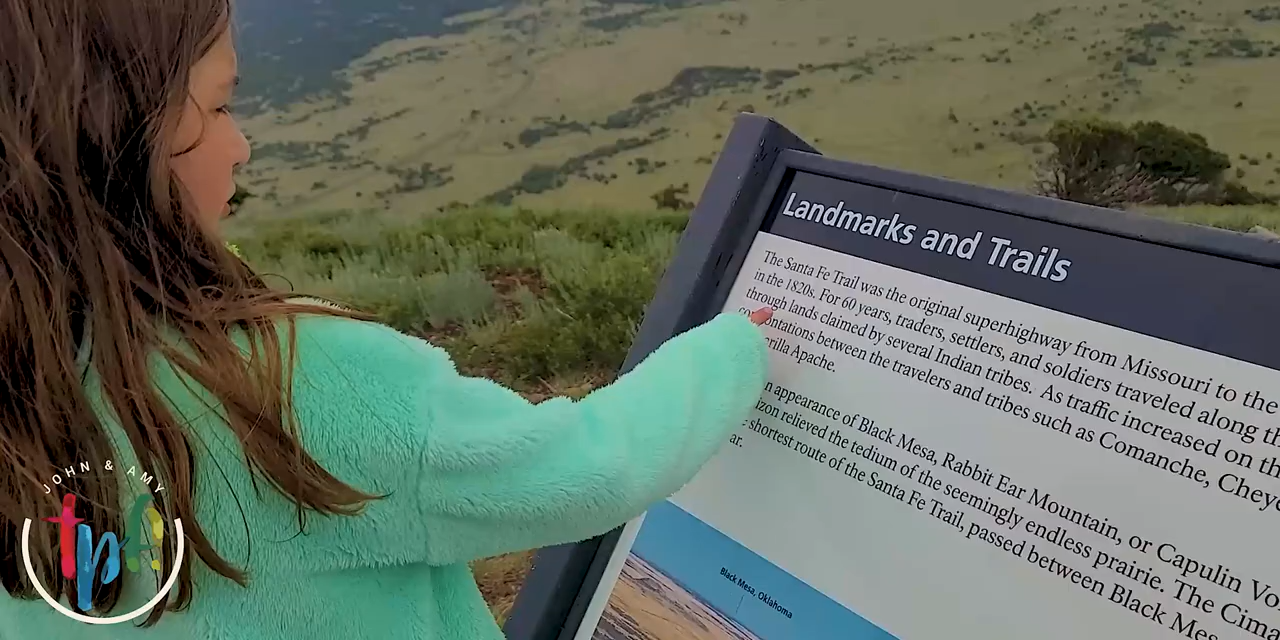 Landmarks and Trails
The Santa Fe Trail was the original superhighway from Missouri to the
in the 1820s. For 60 years, traders, settlers, and soldiers traveled along th
through lands claimed by several Indian tribes. As traffic increased on th
between the travelers and tribes such as Comanche, Cheye
Apache.
n appearance of Black Mesa, Rabbit Ear Mountain, or Capulin Vo
izon relieved the tedium of the seemingly endless prairie. The Cima
shortest route of the Santa Fe Trail, passed between Black Mes
ar.
Black Mesa, Oklahoma
JOHN & AMY
tpf